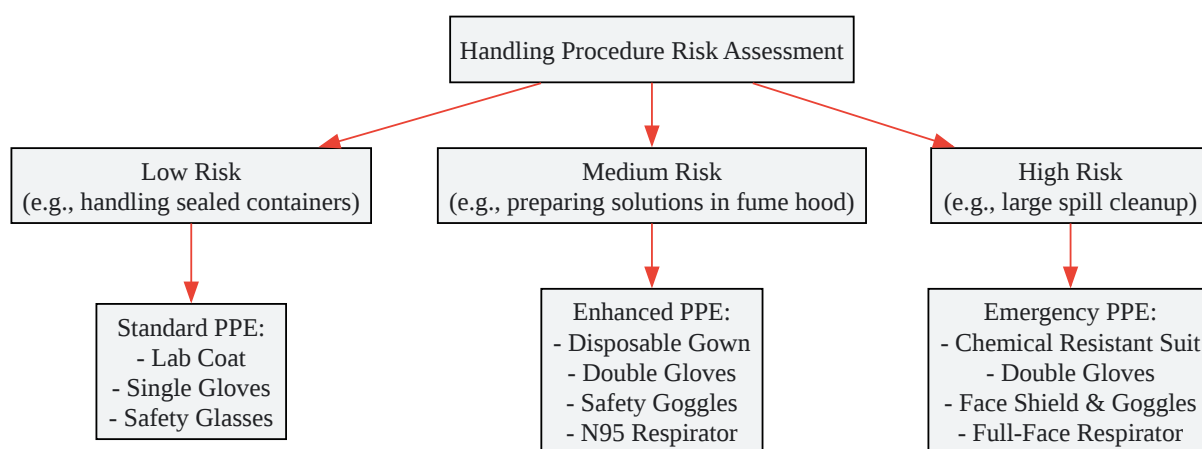 Handling Procedure Risk Assessment
Low Risk
(e.g., handling sealed containers)
Medium Risk
(e.g., preparing solutions in fume hood)
High Risk
(e.g., large spill cleanup)
Standard PPE:
- Lab Coat
- Single Gloves
- Safety Glasses
Enhanced PPE:
- Disposable Gown
- Double Gloves
- Safety Goggles
- N95 Respirator
Emergency PPE:
- Chemical Resistant Suit
- Double Gloves
- Face Shield & Goggles
- Full-Face Respirator